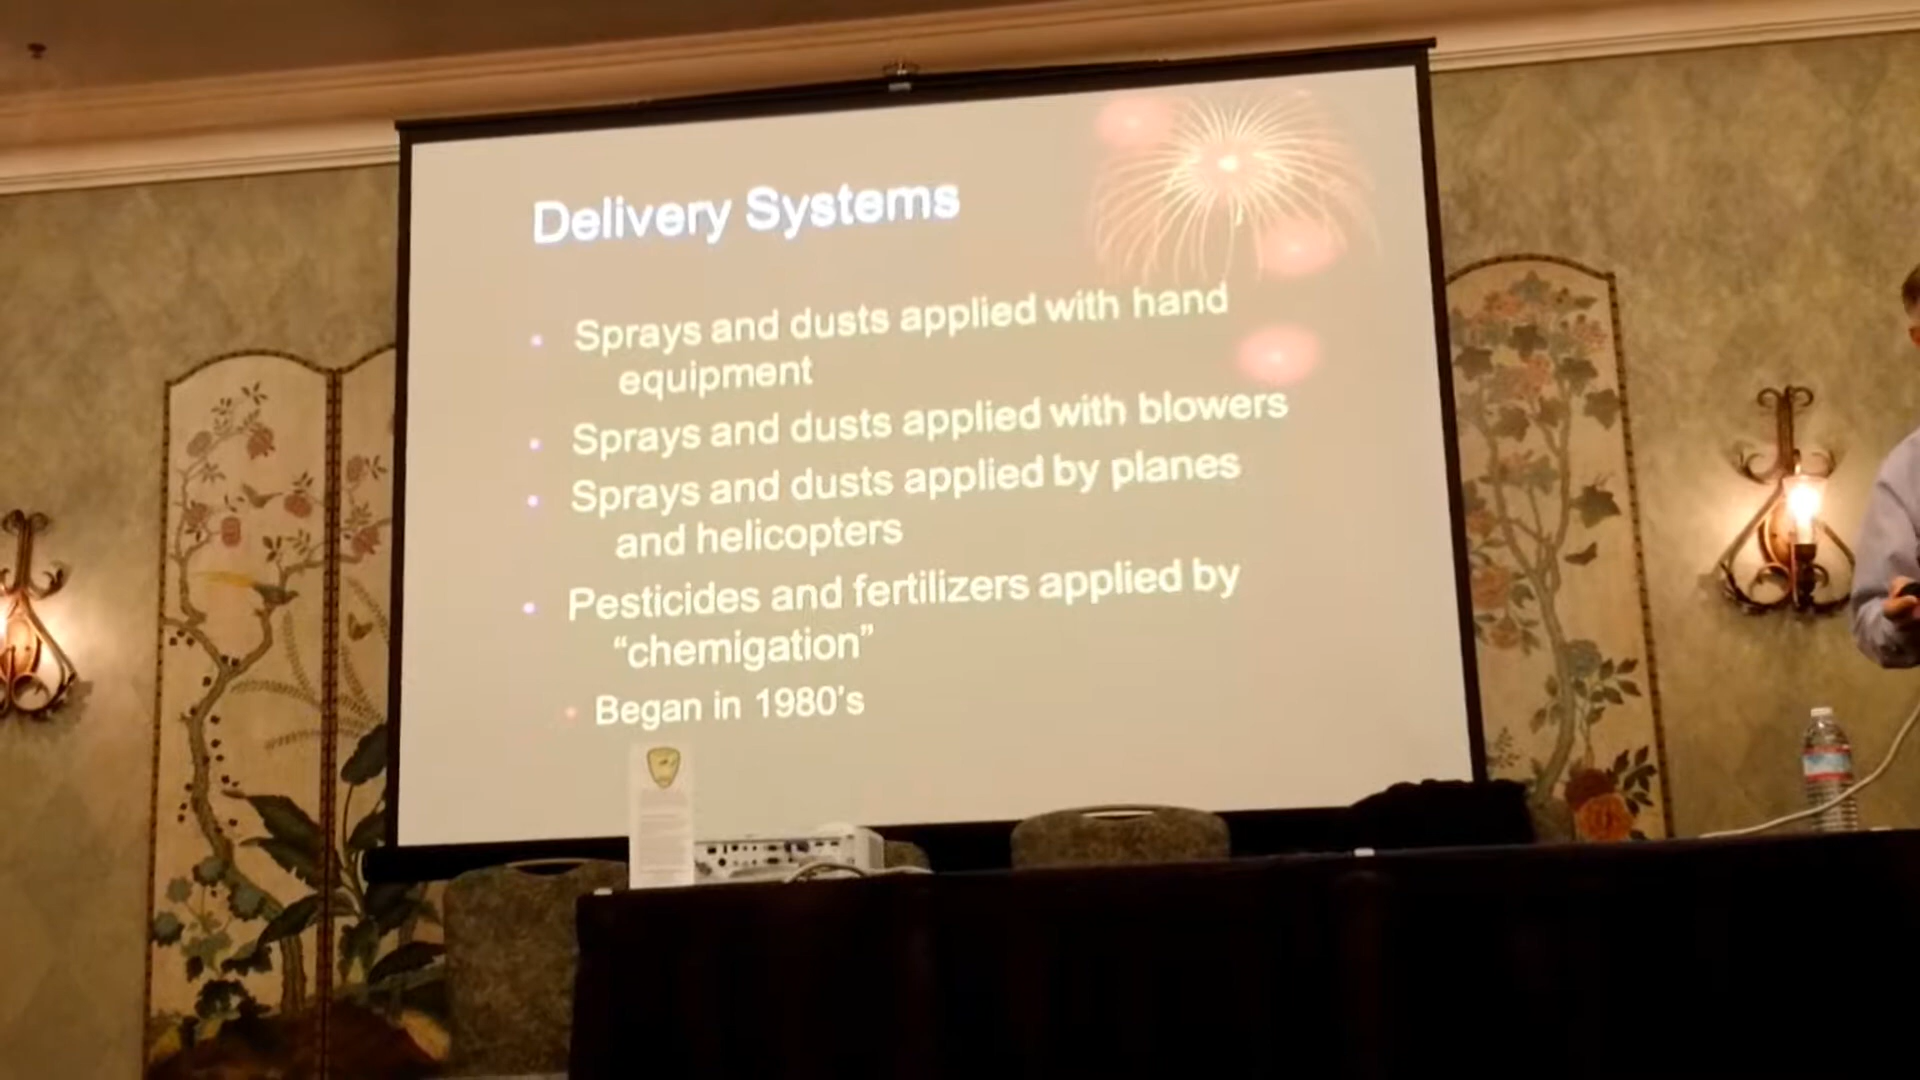 Delivery Systems
• Sprays and dusts applied with hand
equipment
• Sprays and dusts applied with blowers
• Sprays and dusts applied by planes
and helicopters
• Pesticides and fertilizers applied by
“chemigation”
• Began in 1980's